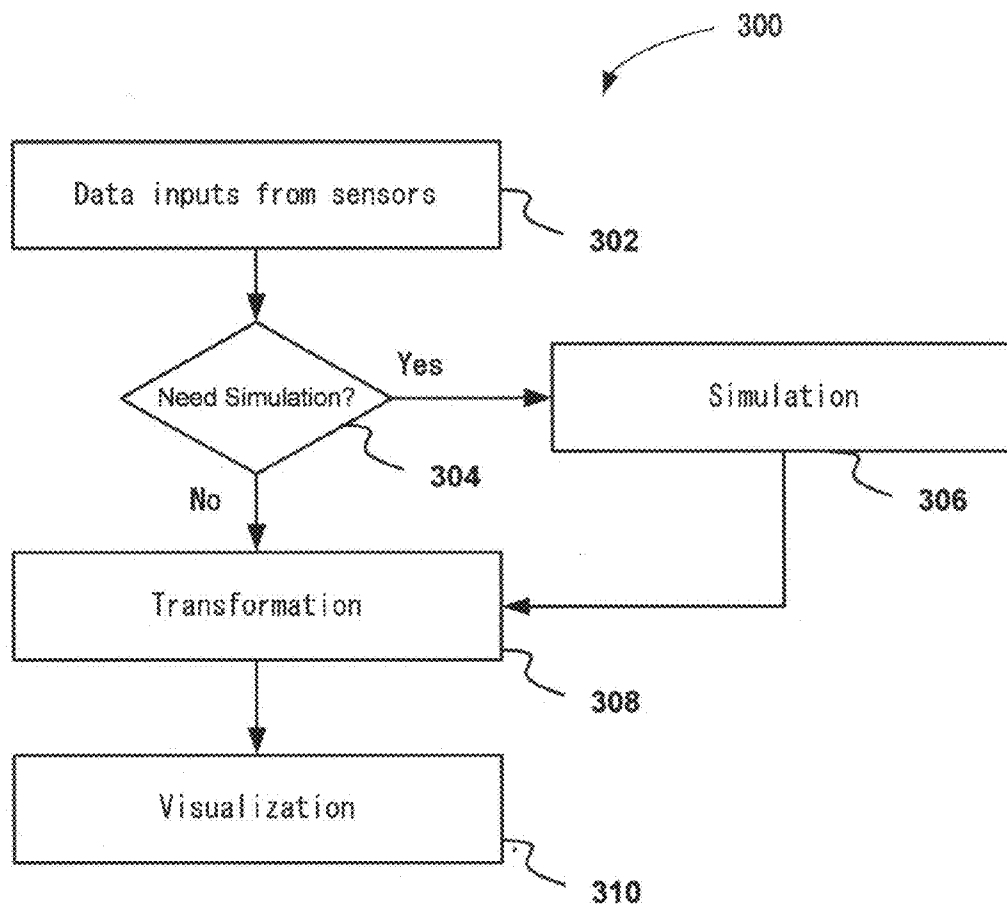 300
Data inputs from sensors
302
Need Simulation?
Yes
Simulation
304
306
No
Transformation
308
Visualization
310